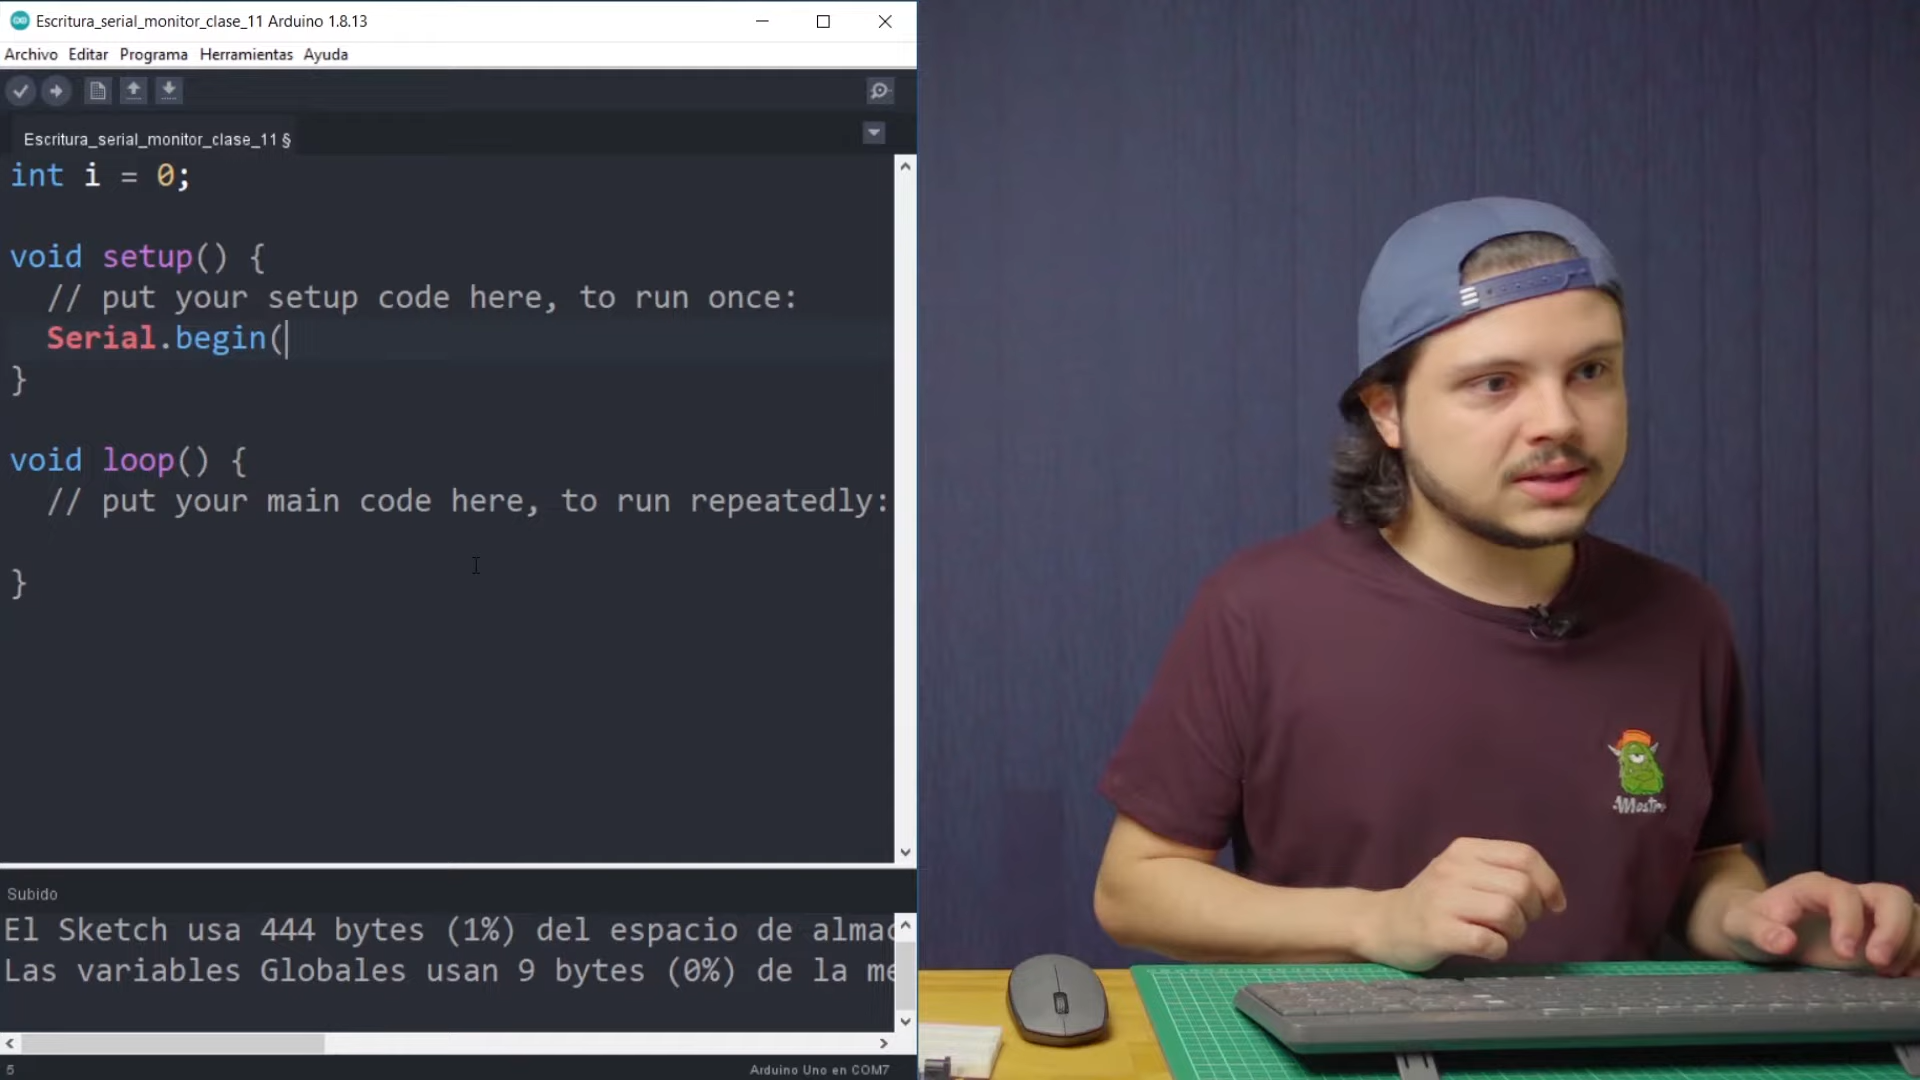 Escritura_serial_monitor_clase_11 Arduino 1.8.13
Archivo Editar Programa Herramientas Ayuda
Escritura_serial_monitor_clase_11 §
int i = 0;
void setup() {
// put your setup code here, to run once:
Serial.begin(
}
void loop() {
// put your main code here, to run repeatedly:
}
Subido
El Sketch usa 444 bytes (1%) del espacio de almac
Las variables Globales usan 9 bytes (0%) de la me
5
Arduino Uno en COM7